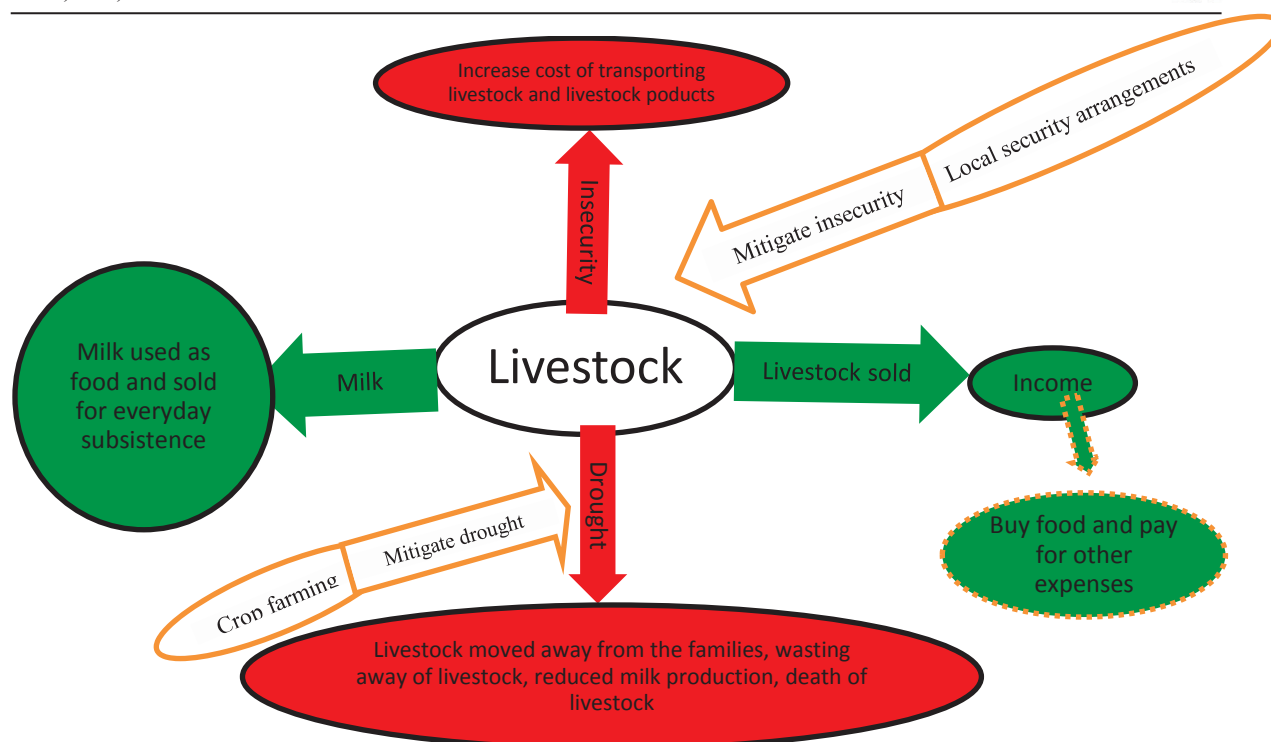 Increase cost of transporting
livestock and livestock poducts
Local security arrangements
Mitigate insecurity
Insecurity
Milk used as
food and sold
for everyday
subsistence
Milk
Livestock
Livestock sold
Income
Drought
Mitigate drought
Crop farming
Buy food and pay
for other
expenses
Livestock moved away from the families, wasting
away of livestock, reduced milk production, death of
livestock